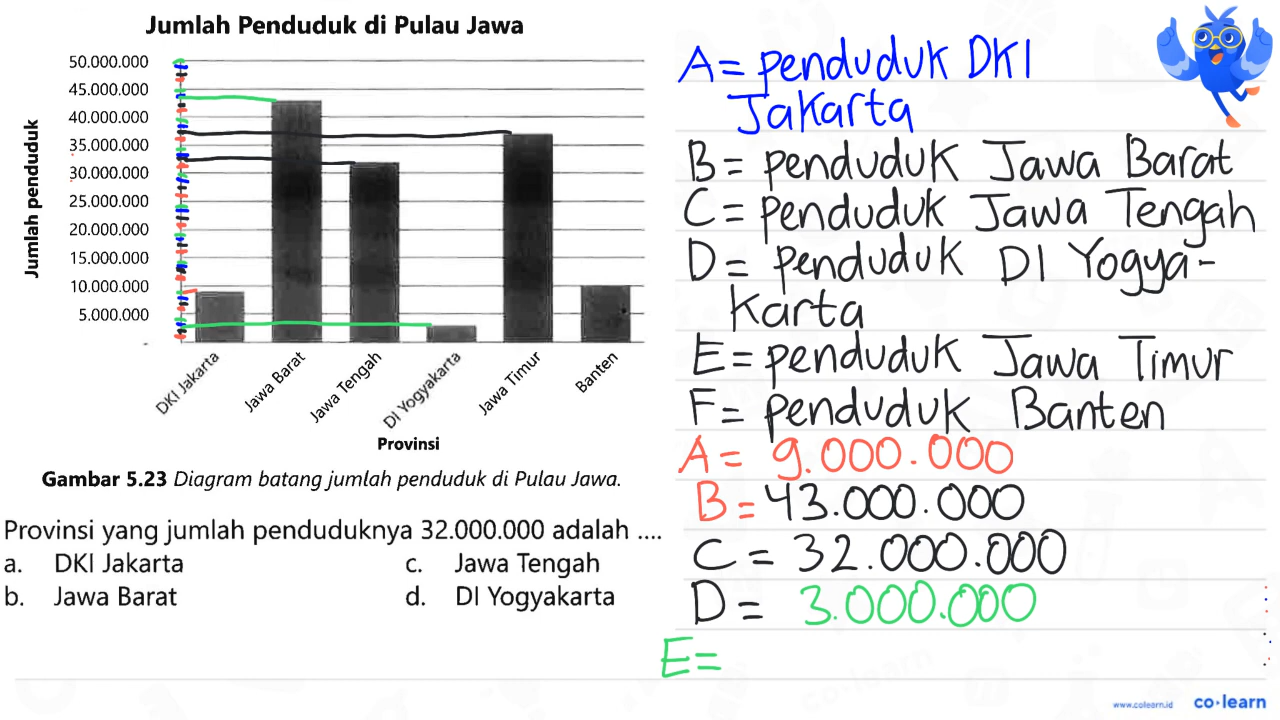 Jumlah Penduduk di Pulau Jawa
50.000.000
45.000.000
40.000.000
35.000.000
30.000.000
25.000.000
20.000.000
15.000.000
10.000.000
5.000.000
-
Jumlah penduduk
DKI Jakarta
Jawa Barat
Jawa Tengah
DI Yogyakarta
Jawa Timur
Banten
Provinsi
Gambar 5.23 Diagram batang jumlah penduduk di Pulau Jawa.
Provinsi yang jumlah penduduknya 32.000.000 adalah ....
a. DKI Jakarta
c. Jawa Tengah
b. Jawa Barat
d. DI Yogyakarta
A = penduduk DKI
Jakarta
B = penduduk Jawa Barat
C = penduduk Jawa Tengah
D = penduduk DI Yogya-
karta
E = penduduk Jawa Timur
F = penduduk Banten
A = 9.000.000
B = 43.000.000
C = 32.000.000
D = 3.000.000
E =
www.colearn.id
co·learn